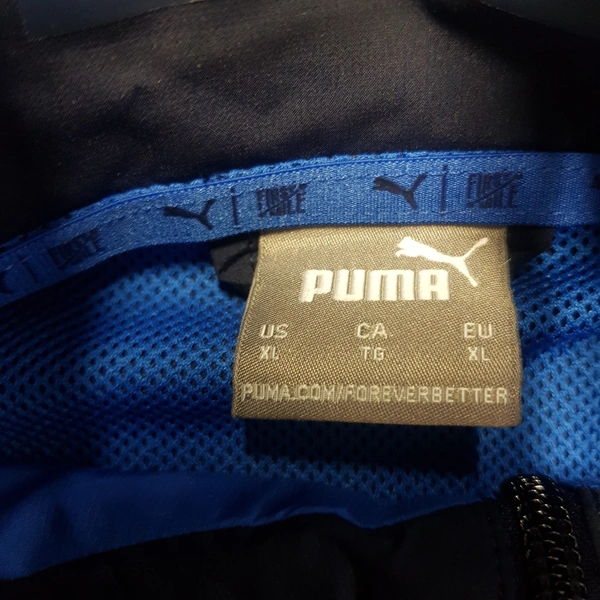 PUMA
US CA EU
XL TG XL
PUMA.COM/FOREVERBETTER